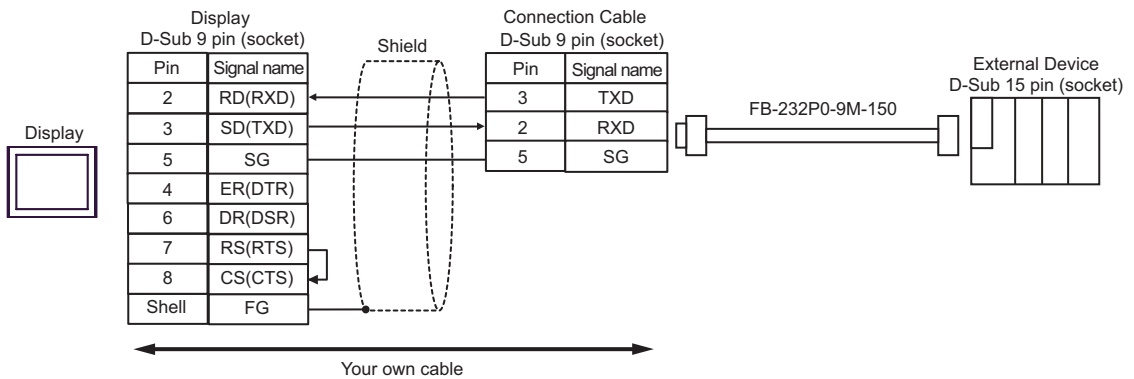 Display
D-Sub 9 pin (socket)
Shield
Connection Cable
D-Sub 9 pin (socket)
External Device
D-Sub 15 pin (socket)
Display
Pin Signal name
2 RD(RXD)
3 SD(TXD)
5 SG
4 ER(DTR)
6 DR(DSR)
7 RS(RTS)
8 CS(CTS)
Shell FG
Pin Signal name
3 TXD
2 RXD
5 SG
FB-232P0-9M-150
Your own cable